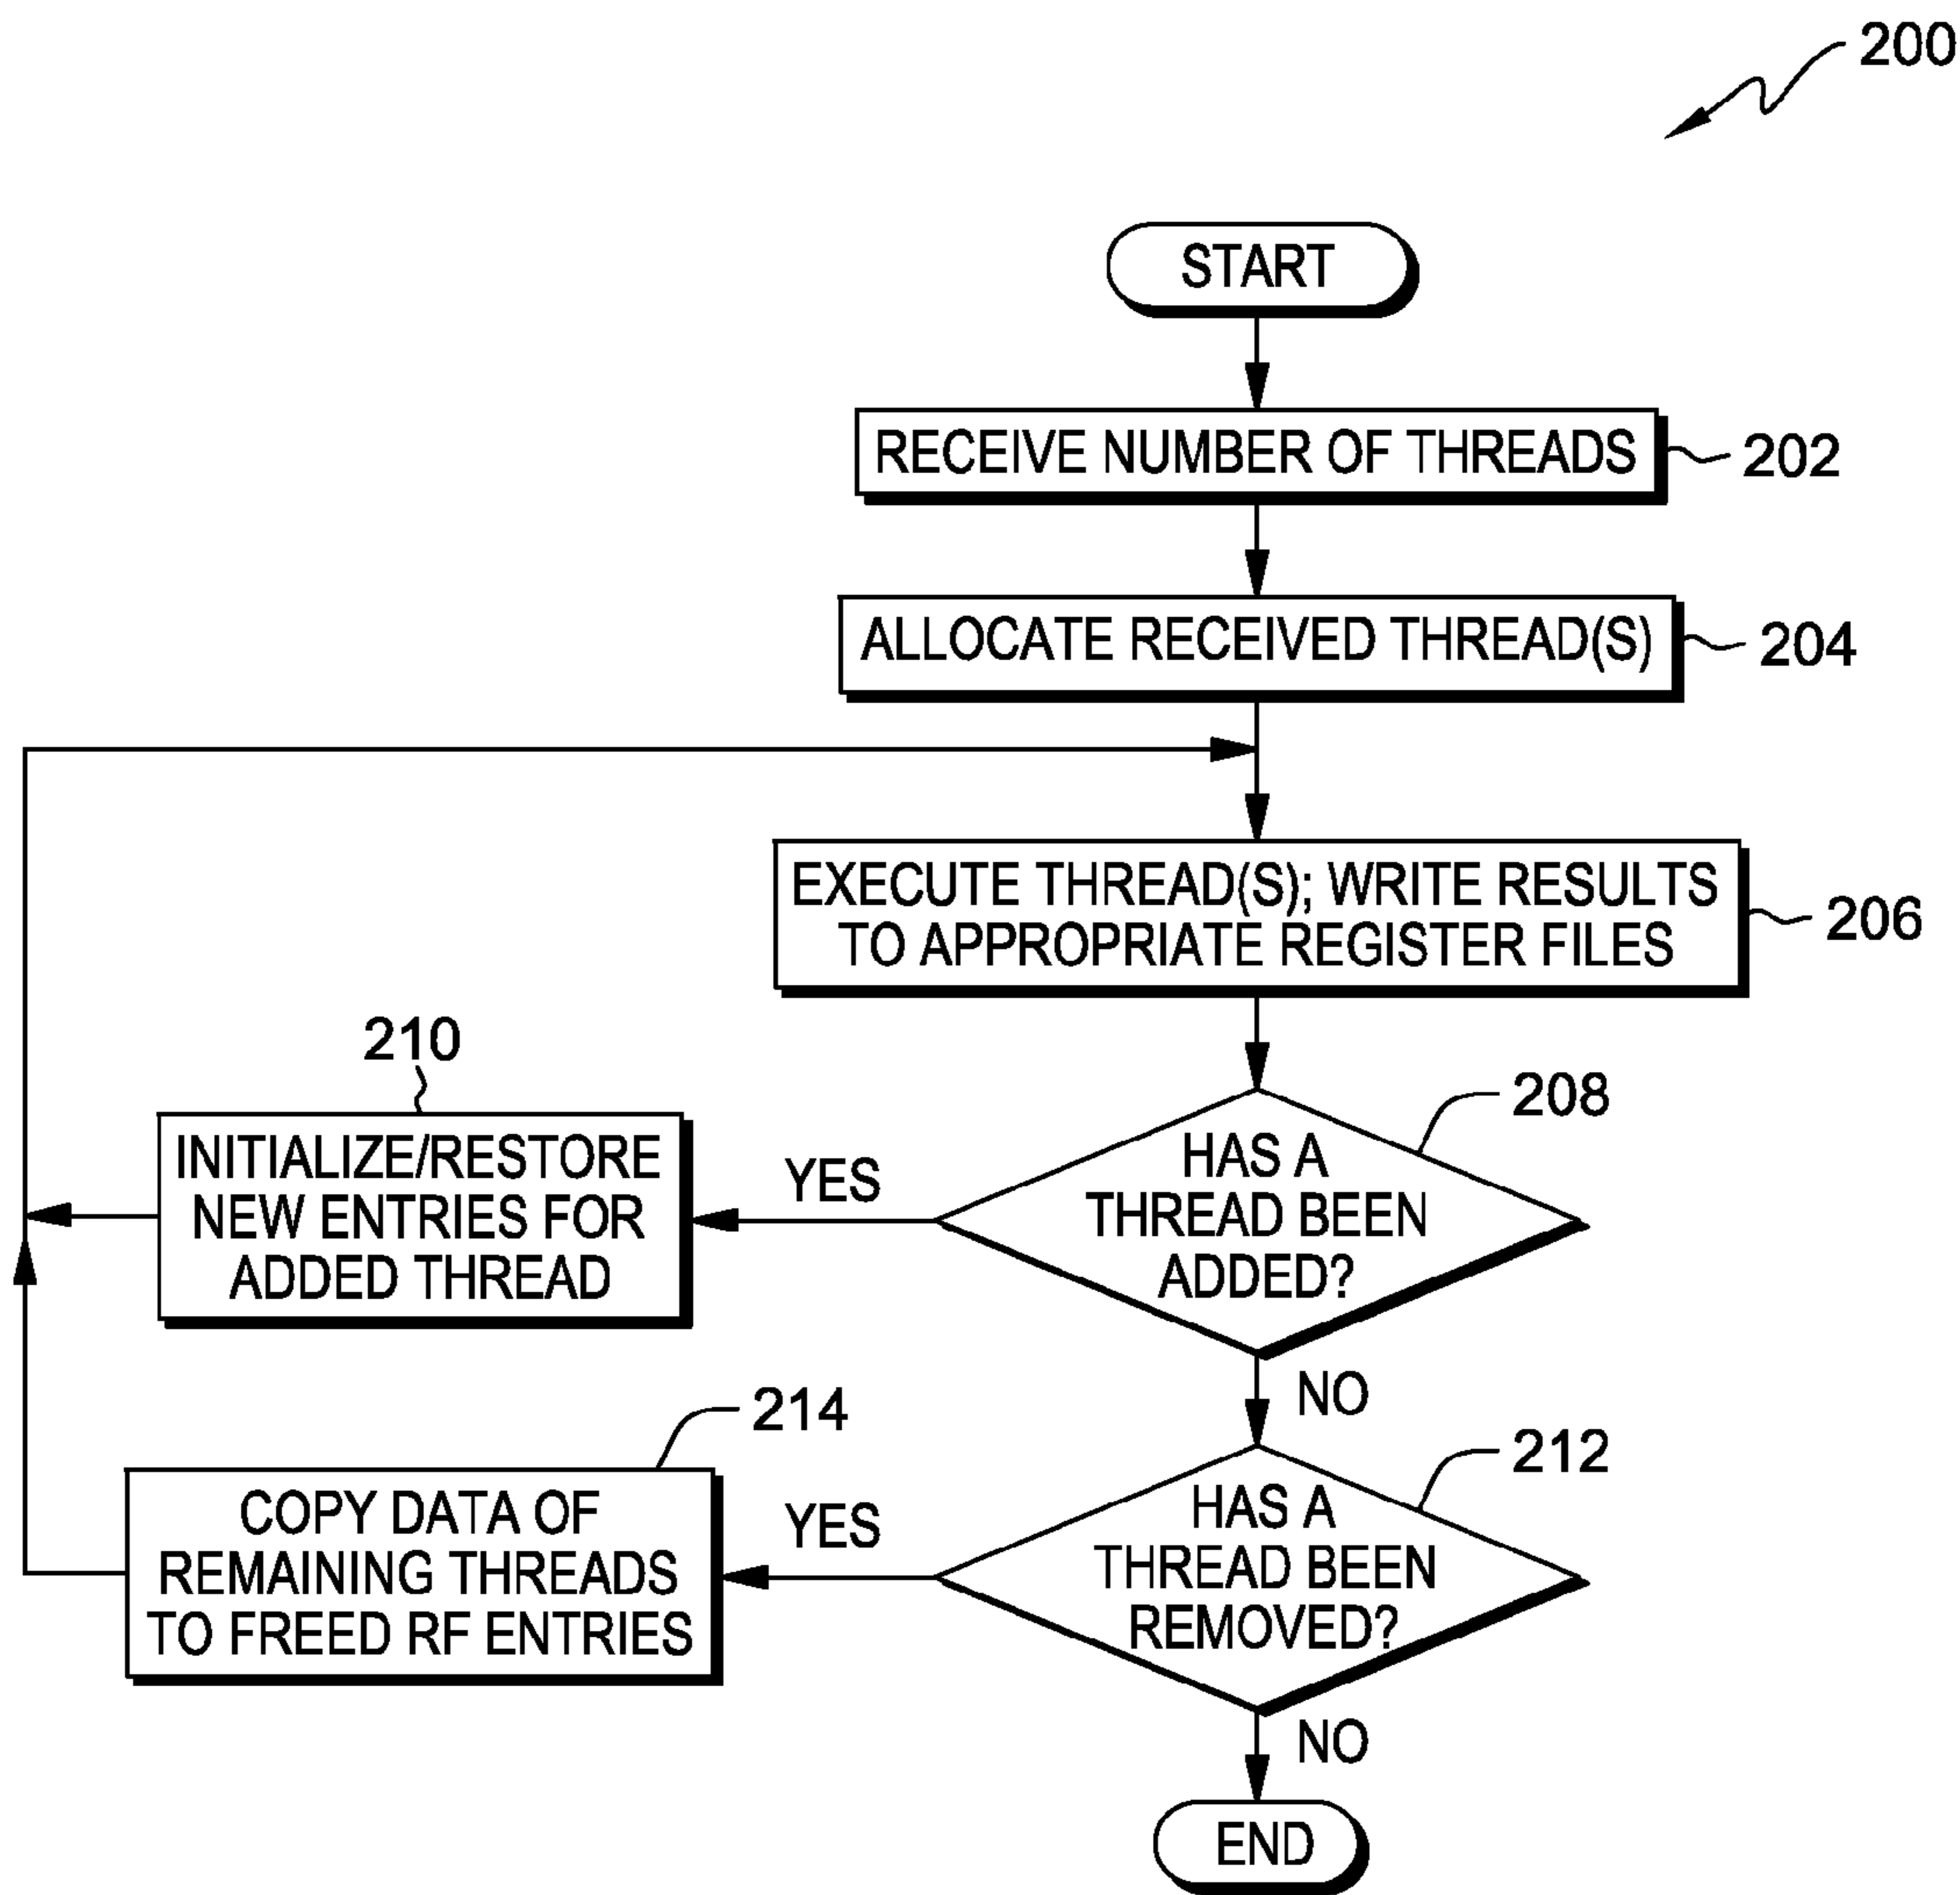 200
START
RECEIVE NUMBER OF THREADS
202
ALLOCATE RECEIVED THREAD(S)
204
EXECUTE THREAD(S); WRITE RESULTS
TO APPROPRIATE REGISTER FILES
206
208
HAS A
THREAD BEEN
ADDED?
YES
210
INITIALIZE/RESTORE
NEW ENTRIES FOR
ADDED THREAD
NO
212
HAS A
THREAD BEEN
REMOVED?
YES
214
COPY DATA OF
REMAINING THREADS
TO FREED RF ENTRIES
NO
END